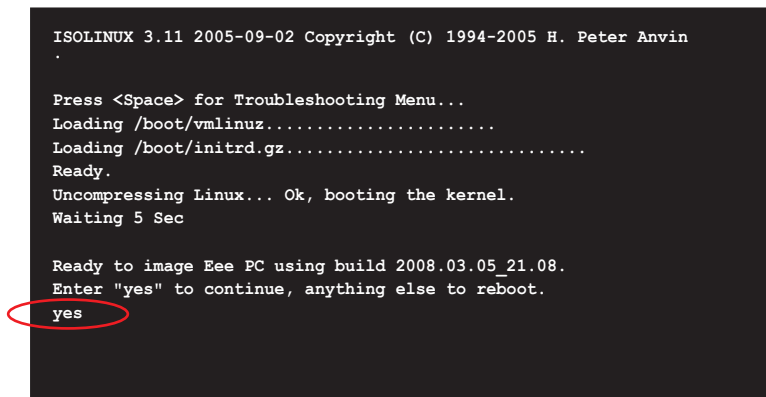 ISOLINUX 3.11 2005-09-02 Copyright (C) 1994-2005 H. Peter Anvin
.
Press <Space> for Troubleshooting Menu...
Loading /boot/vmlinuz.......................
Loading /boot/initrd.gz..............................
Ready.
Uncompressing Linux... Ok, booting the kernel.
Waiting 5 Sec
Ready to image Eee PC using build 2008.03.05_21.08.
Enter "yes" to continue, anything else to reboot.
yes